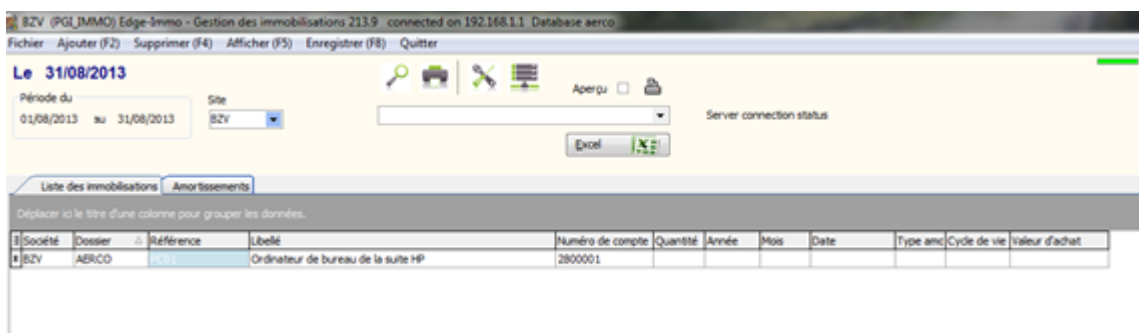 BZV (PGI_IMMO) Edge-Immo - Gestion des immobilisations 213.9 connected on 192.168.1.1 Database aerco
Fichier Ajouter (F2) Supprimer (F4) Afficher (F5) Enregistrer (F8) Quitter
Le 31/08/2013
Période du
01/08/2013 au 31/08/2013
Site
BZV
Aperçu
Server connection status
Excel
Liste des immobilisations Amortissements
Déplacer ici le titre d'une colonne pour grouper les données.
Société Dossier Référence Libellé Numéro de compte Quantité Année Mois Date Type amc Cycle de vie Valeur d'achat
BZV AERCO PC01 Ordinateur de bureau de la suite HP 2800001